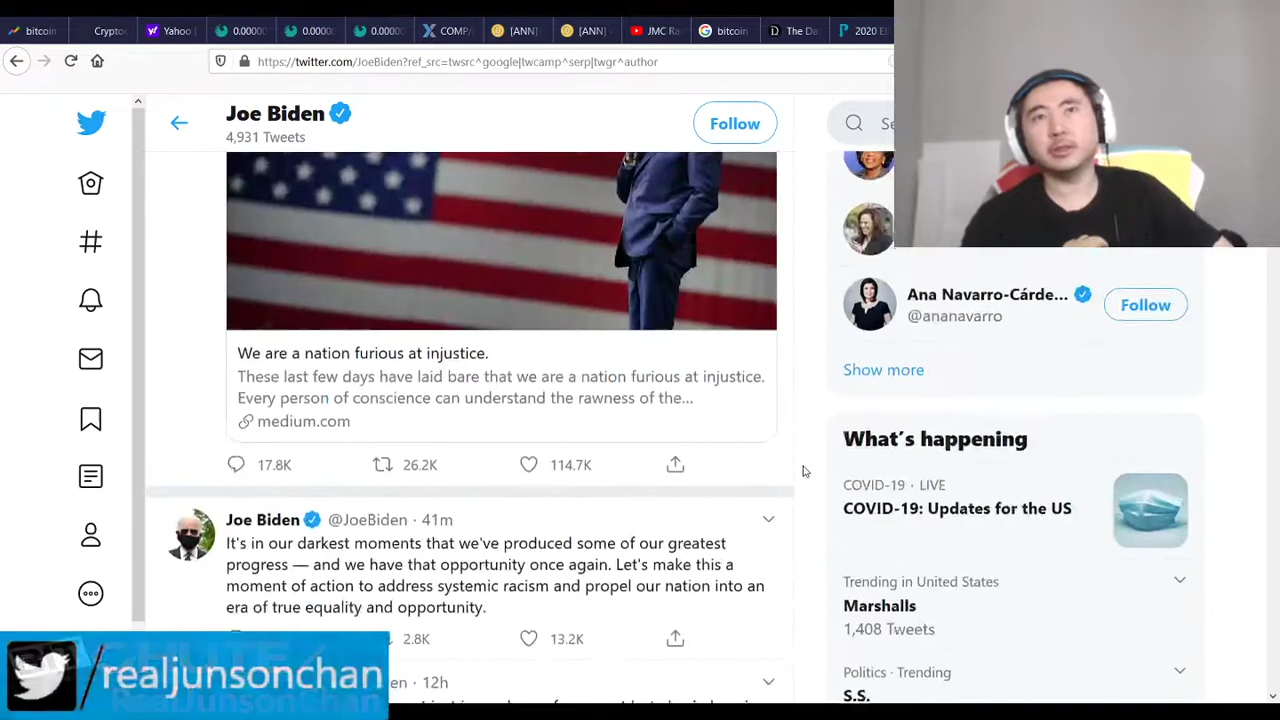 bitcoin
Crypto
Yahoo
0.00000
0.00000
0.00000
COMP/
[ANN]
[ANN]
JMC Ra
bitcoin
The Da
2020 El
https://twitter.com/JoeBiden?ref_src=twsrc^google|twcamp^serp|twgr^author
Joe Biden
4,931 Tweets
Follow
We are a nation furious at injustice.
These last few days have laid bare that we are a nation furious at injustice.
Every person of conscience can understand the rawness of the...
medium.com
17.8K 26.2K 114.7K
Joe Biden @JoeBiden · 41m
It's in our darkest moments that we've produced some of our greatest
progress — and we have that opportunity once again. Let's make this a
moment of action to address systemic racism and propel our nation into an
era of true equality and opportunity.
2.8K 13.2K
en · 12h
Ana Navarro-Cárde...
@ananavarro
Follow
Show more
What's happening
COVID-19 · LIVE
COVID-19: Updates for the US
Trending in United States
Marshalls
1,408 Tweets
Politics · Trending
S.S.
/realjunsonchan